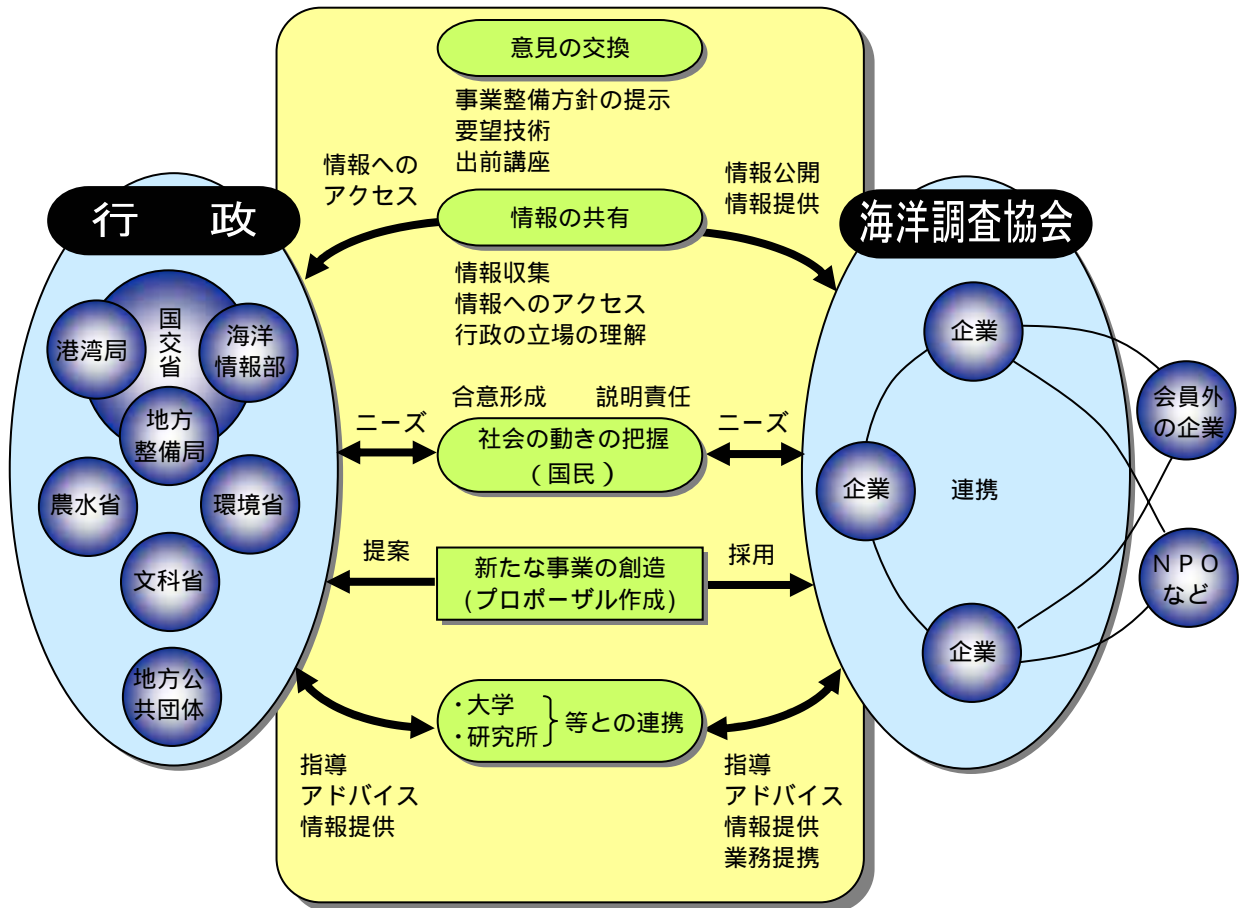 意見の交換
事業整備方針の提示
要望技術
出前講座
情報への
アクセス
情報公開
情報提供
行 政
情報の共有
海洋調査協会
情報収集
情報へのアクセス
行政の立場の理解
国交省
港湾局
海洋
情報部
地方
整備局
農水省
環境省
文科省
地方公
共団体
合意形成 説明責任
ニーズ
社会の動きの把握
(国民)
ニーズ
提案
新たな事業の創造
(プロポーザル作成)
採用
・大学
・研究所
等との連携
指導
アドバイス
情報提供
指導
アドバイス
情報提供
業務提携
企業
企業
連携
企業
会員外
の企業
NPO
など